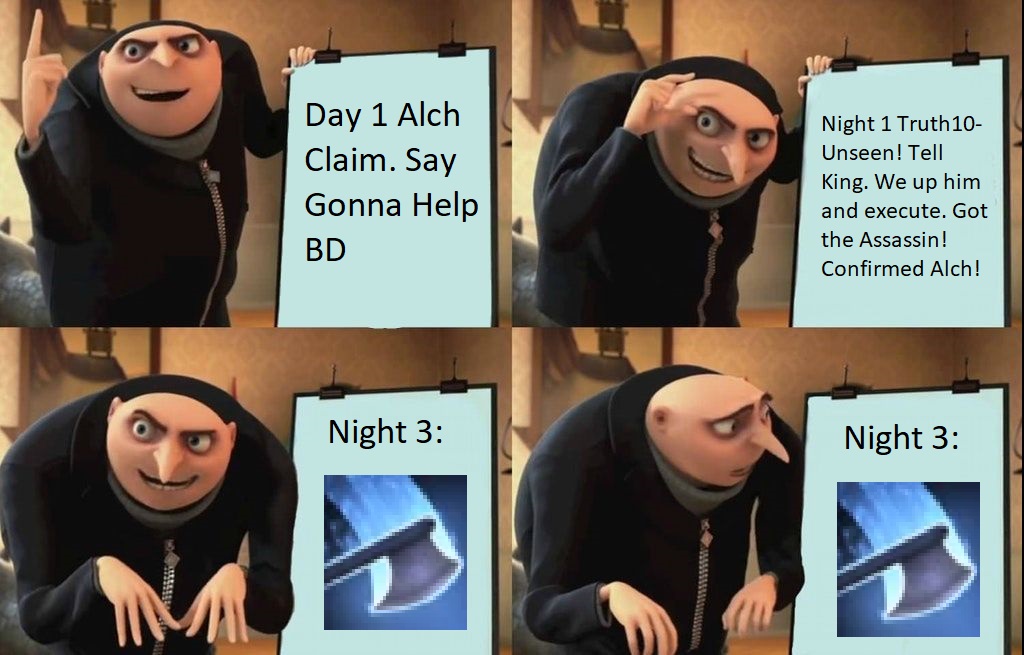 Day 1 Alch
Claim. Say
Gonna Help
BD
Night 1 Truth10-
Unseen! Tell
King. We up him
and execute. Got
the Assassin!
Confirmed Alch!
Night 3:
Night 3: